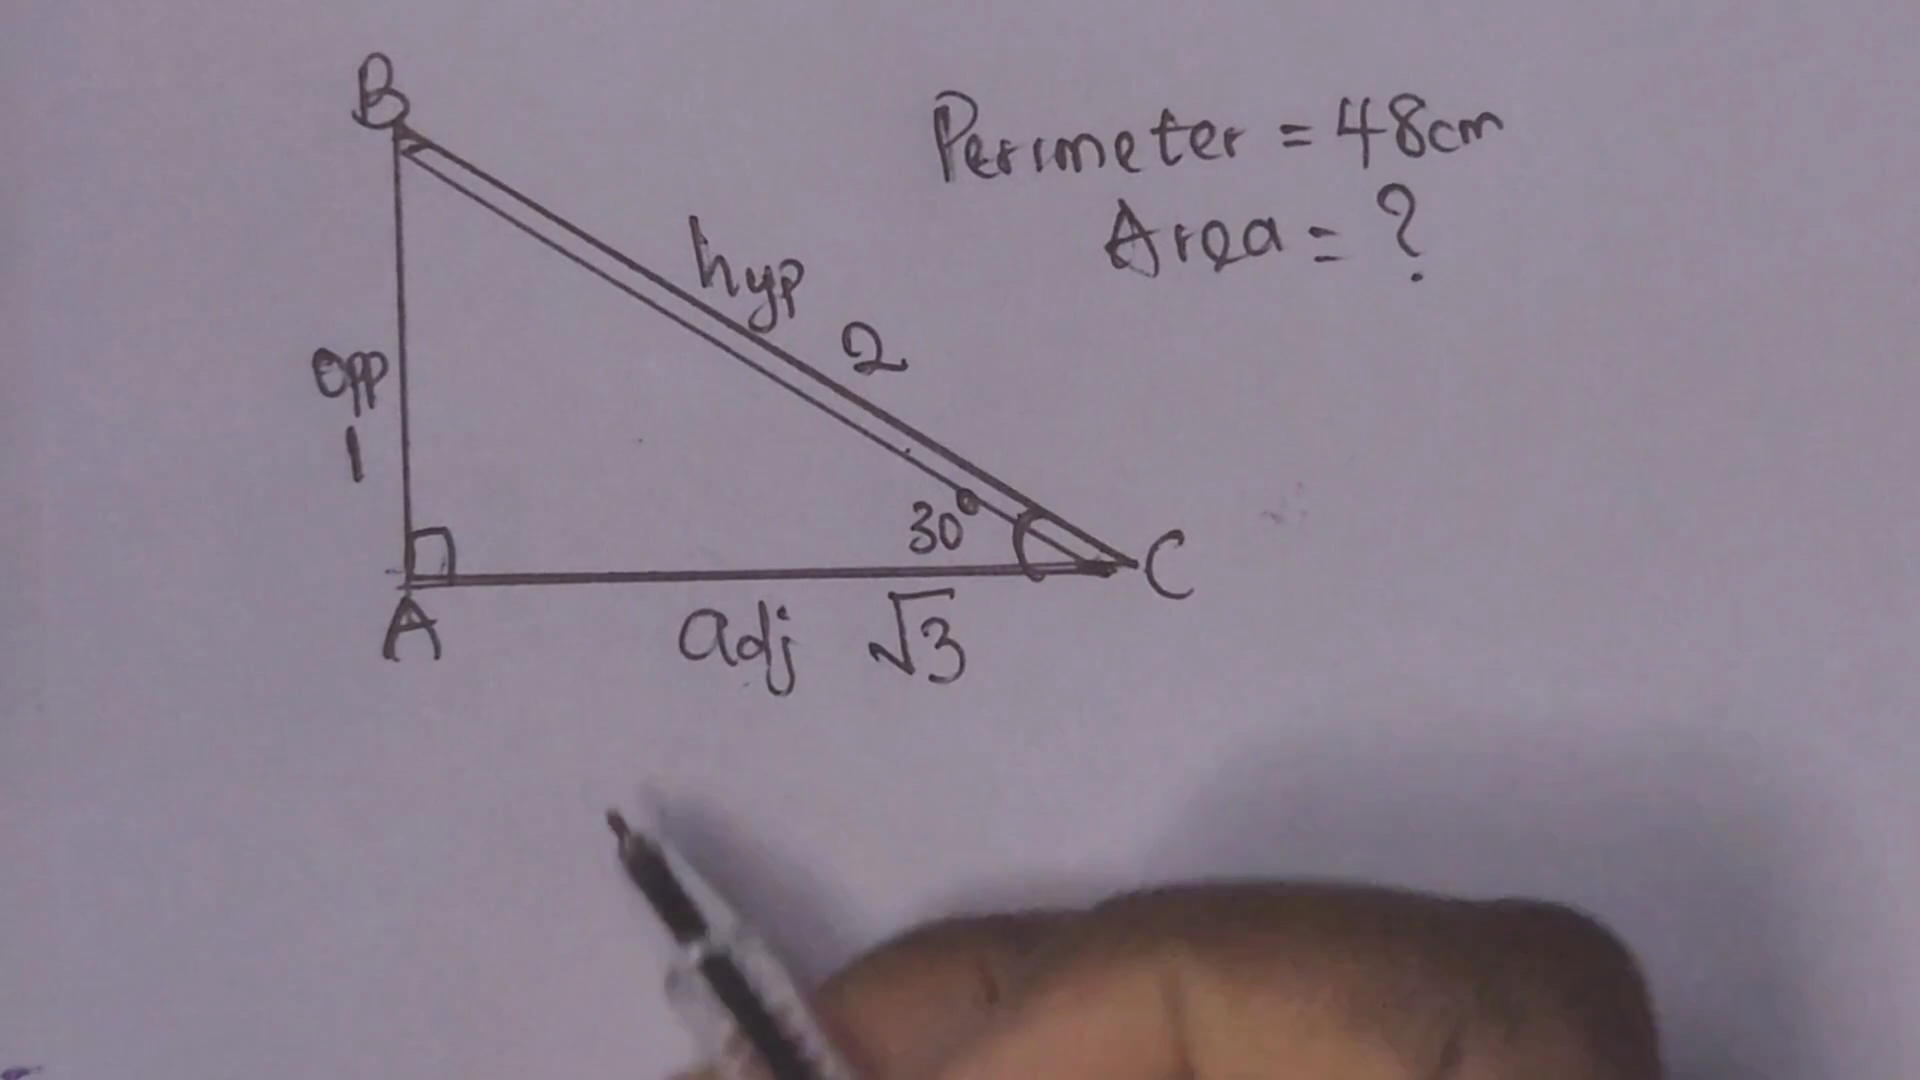 B
Perimeter = 48cm
Area = ?
hyp
2
opp
1
30°
C
A
adj √3